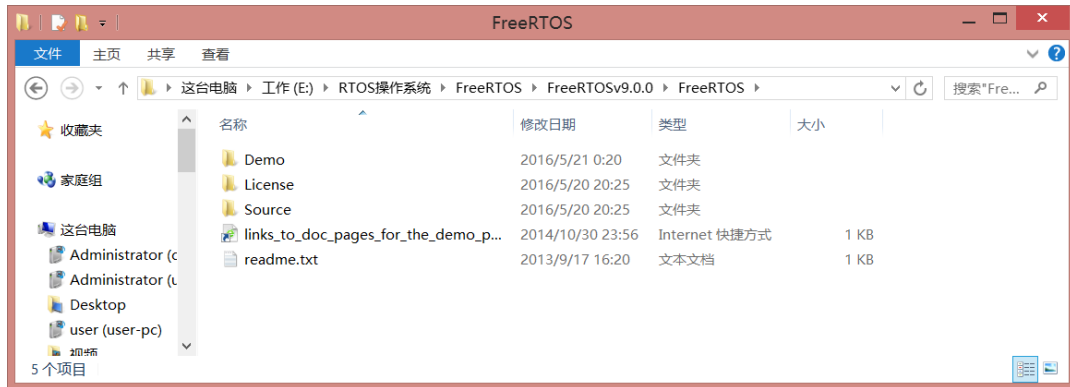 FreeRTOS
文件 主页 共享 查看
这台电脑 工作 (E:) RTOS操作系统 FreeRTOS FreeRTOSv9.0.0 FreeRTOS 搜索"Fre...
收藏夹
家庭组
这台电脑
Administrator (c
Administrator (u
Desktop
user (user-pc)
视频
名称 修改日期 类型 大小
Demo 2016/5/21 0:20 文件夹
License 2016/5/20 20:25 文件夹
Source 2016/5/20 20:25 文件夹
links_to_doc_pages_for_the_demo_p... 2014/10/30 23:56 Internet 快捷方式 1 KB
readme.txt 2013/9/17 16:20 文本文档 1 KB
5 个项目